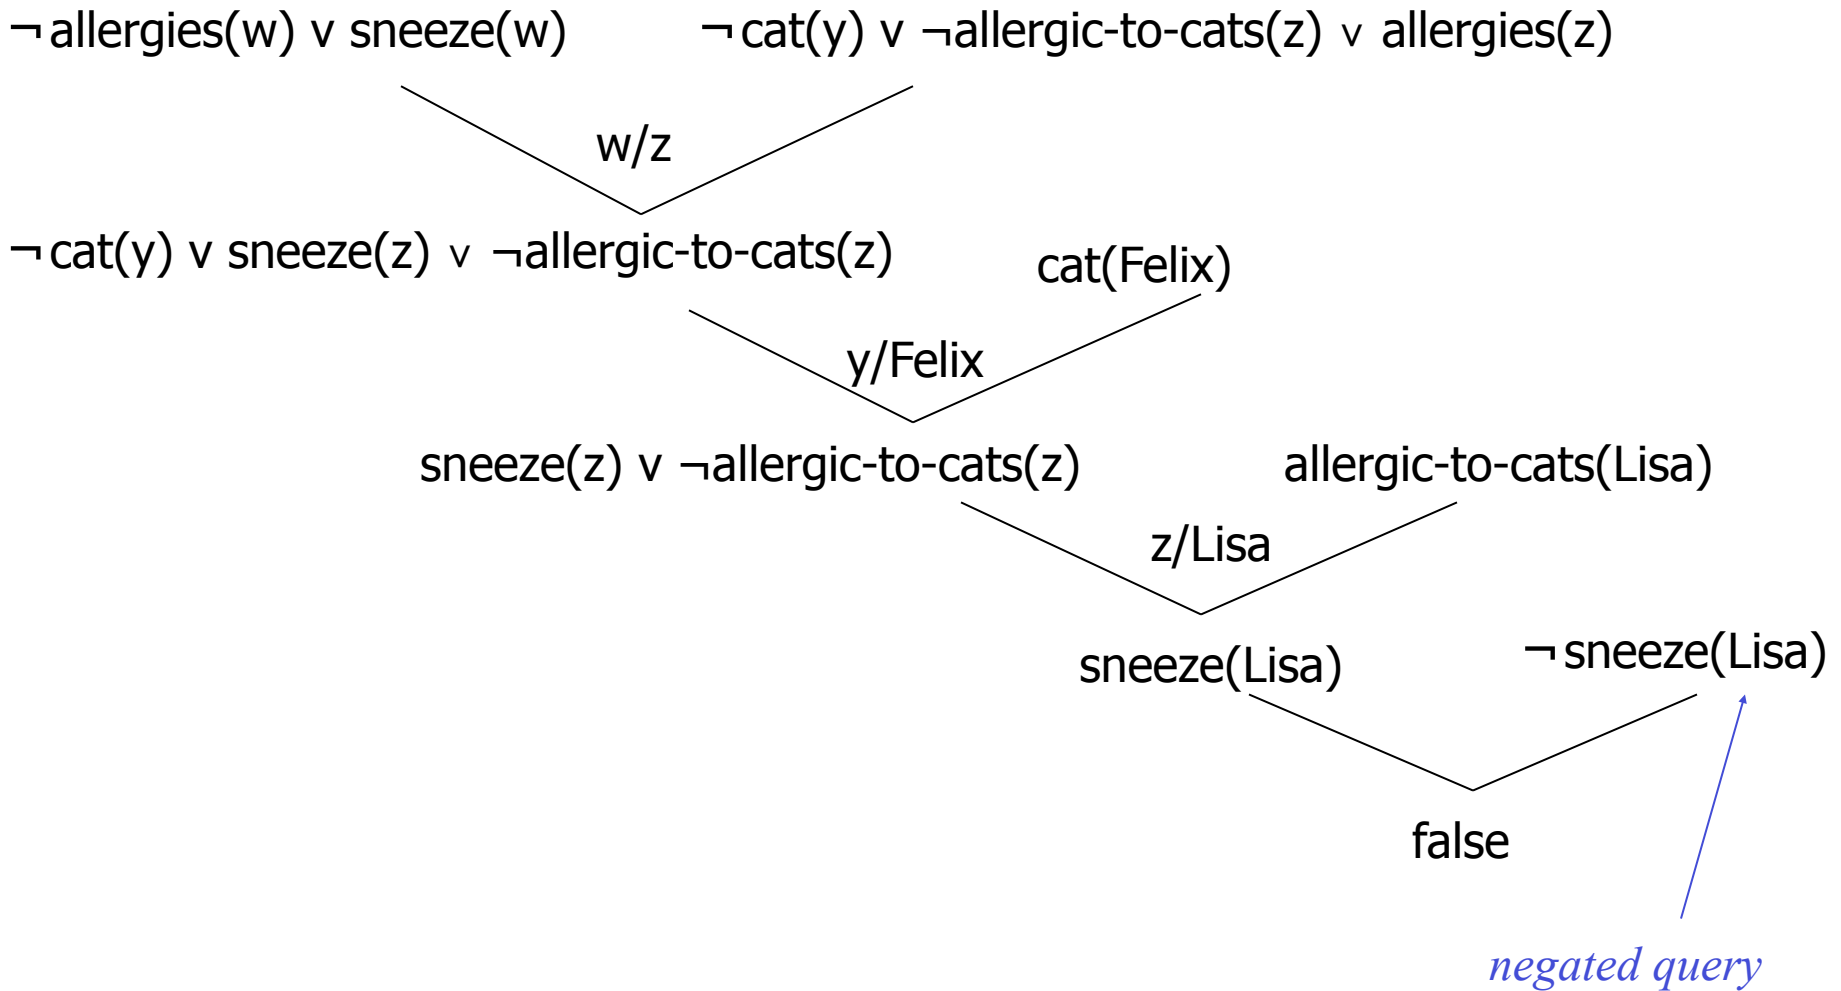 ¬allergies(w) v sneeze(w) ¬cat(y) v ¬allergic-to-cats(z) ∨ allergies(z)
w/z
¬cat(y) v sneeze(z) ∨ ¬allergic-to-cats(z) cat(Felix)
y/Felix
sneeze(z) v ¬allergic-to-cats(z) allergic-to-cats(Lisa)
z/Lisa
sneeze(Lisa) ¬sneeze(Lisa)
false
negated query